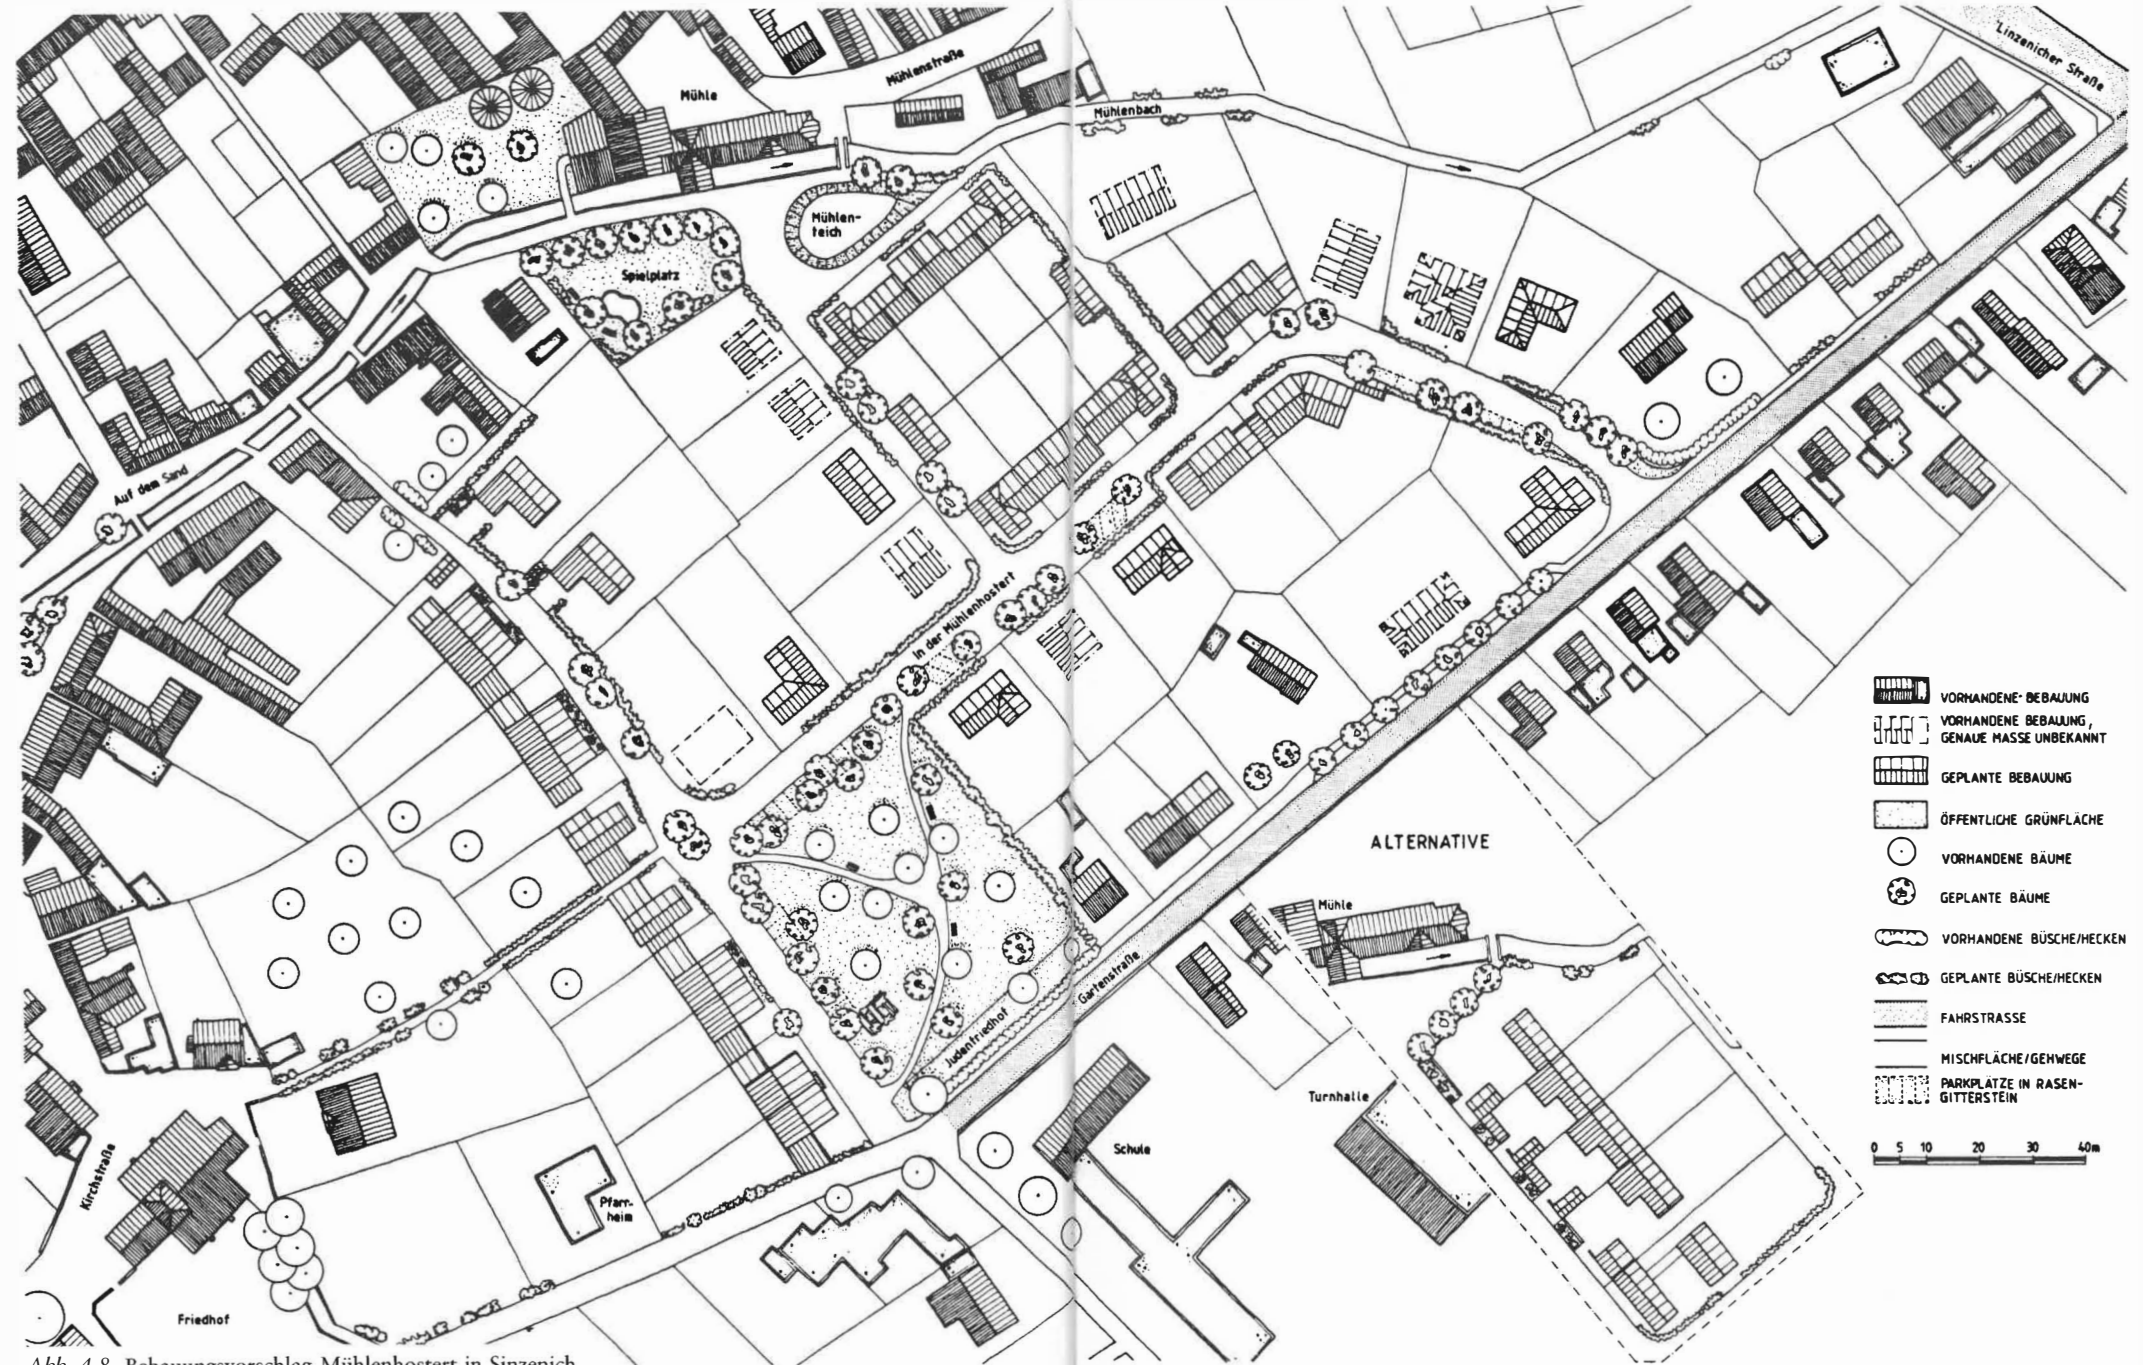 Linzenicher Straße
Mühlenstraße
Mühle
Mühlenbach
Mühlen-
teich
Spielplatz
Auf dem Sand
In der Mühlenhostert
VORHANDENE BEBAUUNG
VORHANDENE BEBAUUNG,
GENAUE MASSE UNBEKANNT
GEPLANTE BEBAUUNG
ÖFFENTLICHE GRÜNFLÄCHE
VORHANDENE BÄUME
GEPLANTE BÄUME
VORHANDENE BÜSCHE/HECKEN
GEPLANTE BÜSCHE/HECKEN
FAHRSTRASSE
MISCHFLÄCHE/GEHWEGE
PARKPLÄTZE IN RASEN-
GITTERSTEIN
0 5 10 20 30 40m
ALTERNATIVE
Mühle
Gartenstraße
Judenfriedhof
Turnhalle
Schule
Kirchstraße
Pfarr-
heim
Friedhof
Abb. 4.8 Bebauungsvorschlag Mühlenhostert in Sinzenich